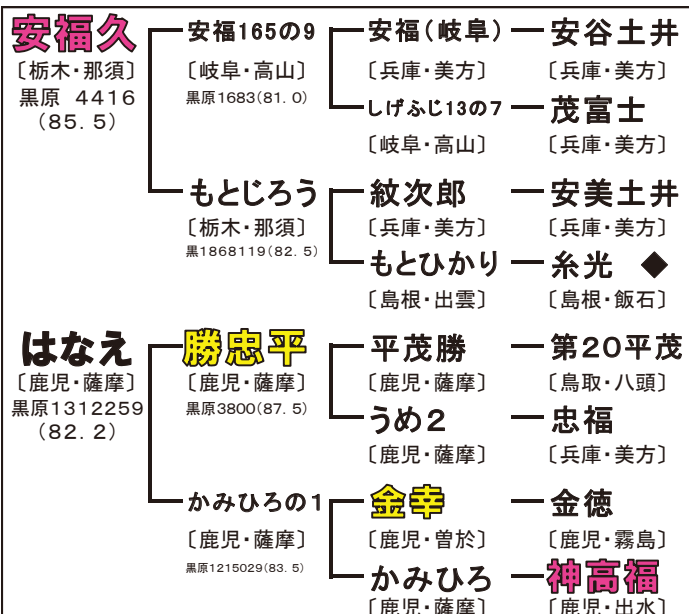 安福久
〔栃木・那須〕
黒原 4416
(85.5)
安福165の9
〔岐阜・高山〕
黒原1683(81.0)
安福(岐阜)
〔兵庫・美方〕
安谷土井
〔兵庫・美方〕
しげふじ13の7
〔岐阜・高山〕
茂富士
〔兵庫・美方〕
もとじろう
〔栃木・那須〕
黒1868119(82.5)
紋次郎
〔兵庫・美方〕
安美土井
〔兵庫・美方〕
もとひかり
〔島根・出雲〕
糸光 ◆
〔島根・飯石〕
はなえ
〔鹿児・薩摩〕
黒原1312259
(82.2)
勝忠平
〔鹿児・薩摩〕
黒原3800(87.5)
平茂勝
〔鹿児・薩摩〕
第20平茂
〔鳥取・八頭〕
うめ2
〔鹿児・薩摩〕
忠福
〔兵庫・美方〕
かみひろの1
〔鹿児・薩摩〕
黒原1215029(83.5)
金幸
〔鹿児・曽於〕
金徳
〔鹿児・霧島〕
かみひろ
〔鹿児・薩摩〕
神高福
〔鹿児・出水〕